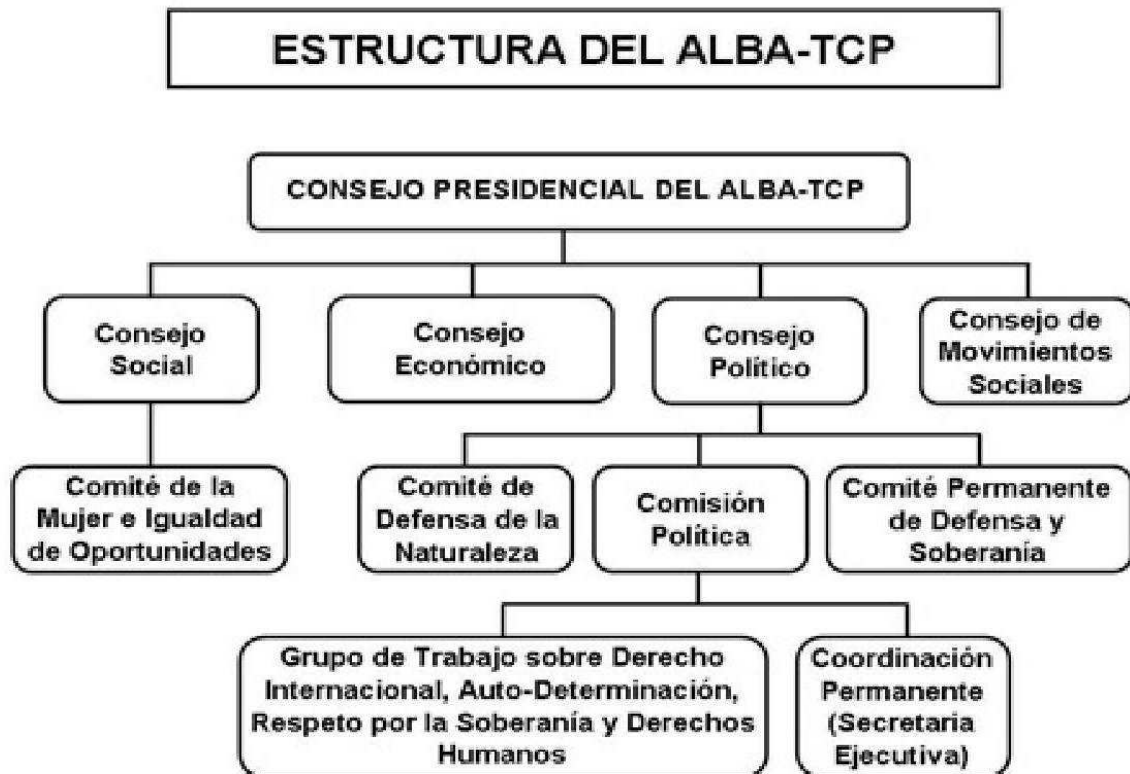 ESTRUCTURA DEL ALBA-TCP
CONSEJO PRESIDENCIAL DEL ALBA-TCP
Consejo
Social
Consejo
Económico
Consejo
Político
Consejo de
Movimientos
Sociales
Comité de la
Mujer e Igualdad
de Oportunidades
Comité de
Defensa de la
Naturaleza
Comisión
Política
Comité Permanente
de Defensa y
Soberanía
Grupo de Trabajo sobre Derecho
Internacional, Auto-Determinación,
Respeto por la Soberanía y Derechos
Humanos
Coordinación
Permanente
(Secretaria
Ejecutiva)